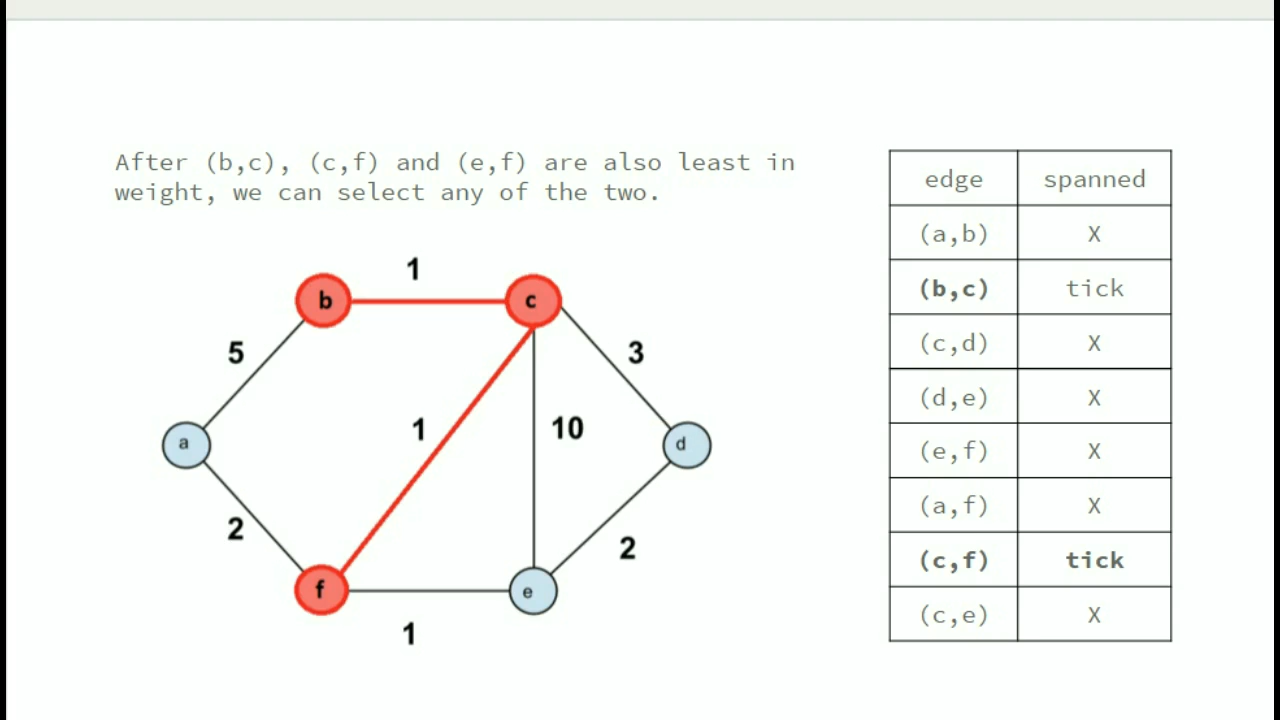 After (b,c), (c,f) and (e,f) are also least in
weight, we can select any of the two.
edge spanned
(a,b) X
(b,c) tick
(c,d) X
(d,e) X
(e,f) X
(a,f) X
(c,f) tick
(c,e) X
1
b c
5 3
1 10
a d
2 2
f e
1